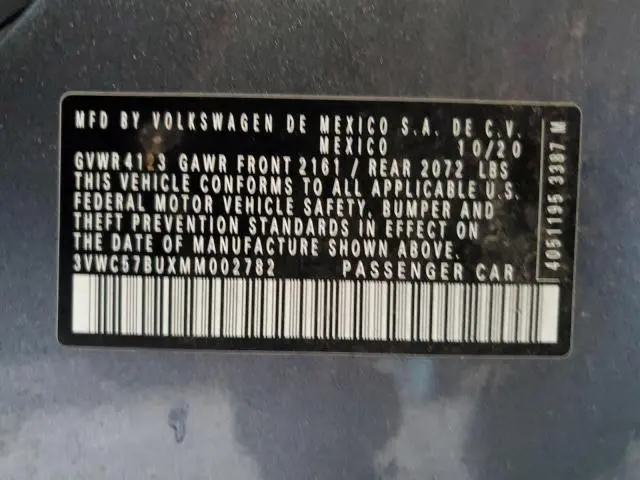 MFD BY VOLKSWAGEN DE MEXICO S.A. DE C.V.
MEXICO 10/20
GVWR4123 GAWR FRONT 2161 / REAR 2072 LBS
THIS VEHICLE CONFORMS TO ALL APPLICABLE U.S.
FEDERAL MOTOR VEHICLE SAFETY, BUMPER AND
THEFT PREVENTION STANDARDS IN EFFECT ON
THE DATE OF MANUFACTURE SHOWN ABOVE.
3VWC57BUXMM002782 PASSENGER CAR
4051195 3387 M